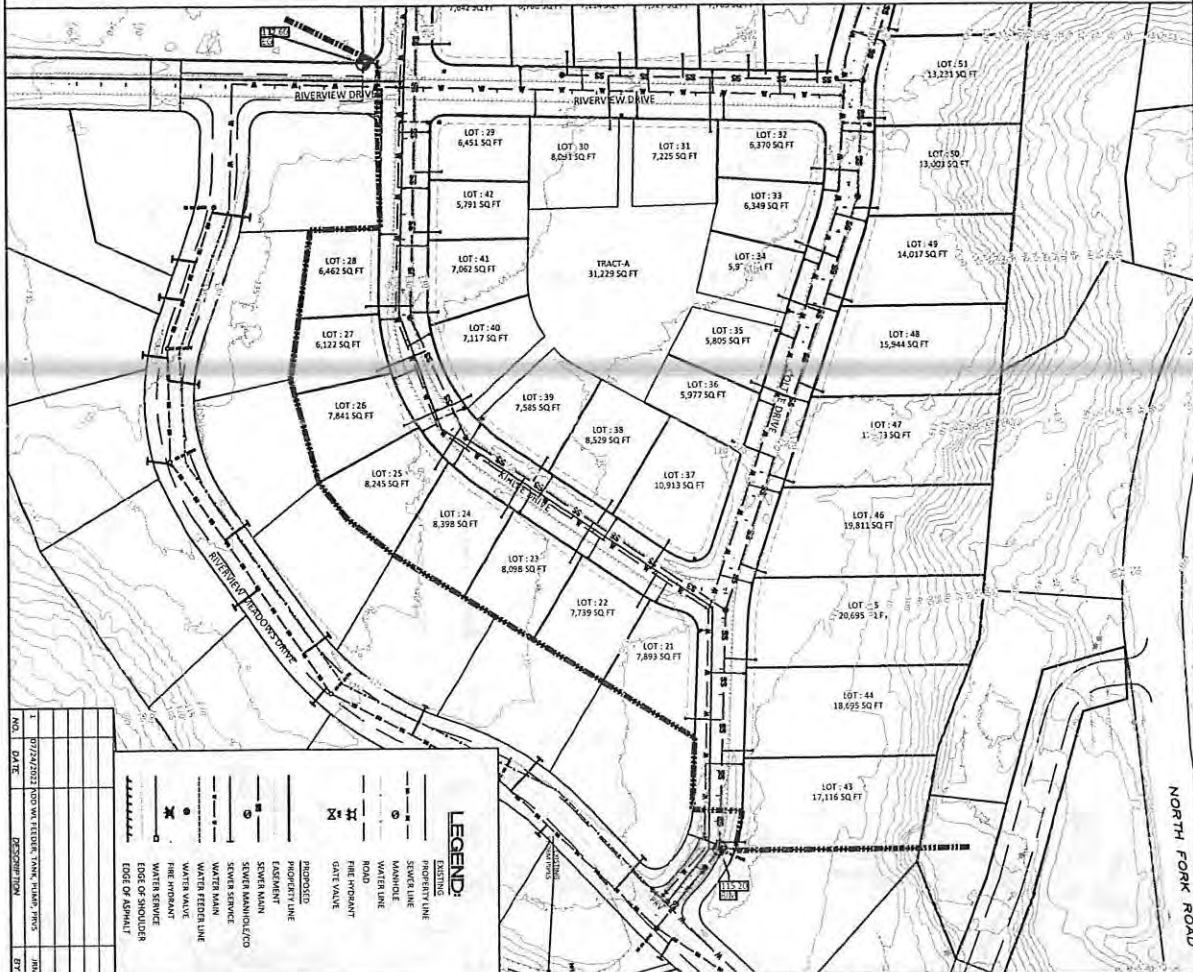 RIVERVIEW DRIVE
RIVERVIEW DRIVE
LOT : 51
13,231 SQ FT
LOT : 50
LOT : 29
6,451 SQ FT
LOT : 30
LOT : 31
7,225 SQ FT
LOT : 32
6,370 SQ FT
LOT : 42
5,791 SQ FT
LOT : 33
6,349 SQ FT
LOT : 28
6,462 SQ FT
LOT : 41
7,062 SQ FT
TRACT-A
31,229 SQ FT
LOT : 34
LOT : 49
14,017 SQ FT
LOT : 27
6,122 SQ FT
LOT : 40
7,117 SQ FT
LOT : 35
5,805 SQ FT
LOT : 48
15,944 SQ FT
LOT : 36
5,977 SQ FT
LOT : 26
7,841 SQ FT
LOT : 39
7,585 SQ FT
LOT : 38
8,529 SQ FT
DRIVE
LOT : 47
LOT : 25
8,245 SQ FT
LOT : 37
10,913 SQ FT
LOT : 24
8,398 SQ FT
DRIVE
LOT : 46
19,811 SQ FT
LOT : 23
8,098 SQ FT
LOT : 22
7,739 SQ FT
20,695
LOT : 21
7,893 SQ FT
RIVERVIEW MEADOWS DRIVE
LOT : 44
18,695 SQ FT
LOT : 43
17,116 SQ FT
NORTH FORK ROAD
115.20
LEGEND:
EXISTING
PROPERTY LINE
SEWER LINE
MANHOLE
WATER LINE
ROAD
FIRE HYDRANT
GATE VALVE
PROPOSED
PROPERTY LINE
EASEMENT
SEWER MAIN
SEWER MANHOLE/CO
SEWER SERVICE
WATER MAIN
WATER FEEDER LINE
WATER VALVE
FIRE HYDRANT
WATER SERVICE
EDGE OF SHOULDER
EDGE OF ASPHALT
NO. DATE DESCRIPTION BY
1 ADD WL FEEDER, TANK, PUMP, PRVS